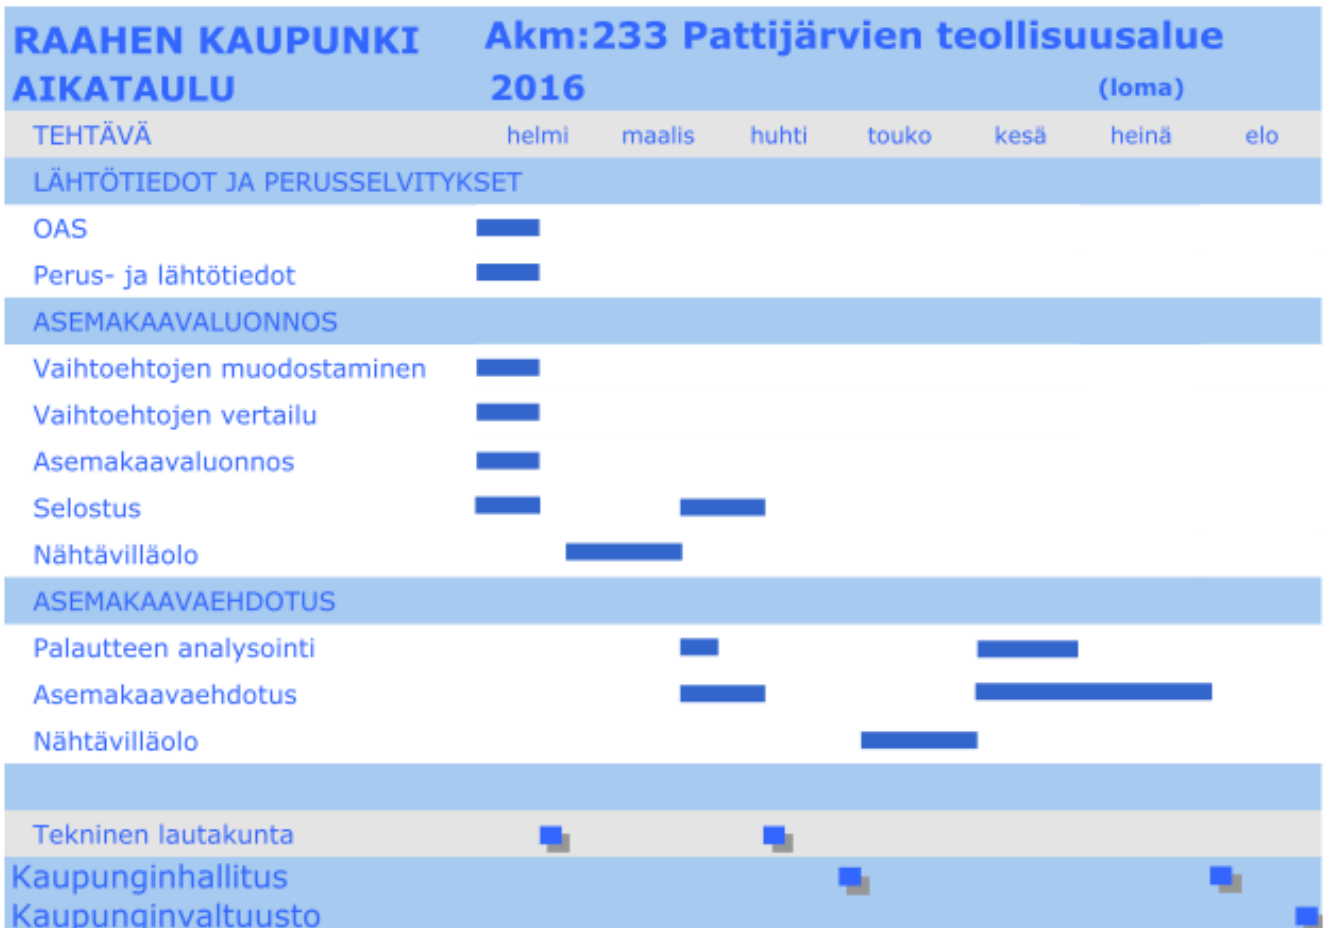 RAAHEN KAUPUNKI Akm:233 Pattijärvien teollisuusalue
AIKATAULU 2016 (loma)
TEHTÄVÄ helmi maalis huhti touko kesä heinä elo
LÄHTÖTIEDOT JA PERUSSELVITYKSET
OAS
Perus- ja lähtötiedot
ASEMAKAAVALUONNOS
Vaihtoehtojen muodostaminen
Vaihtoehtojen vertailu
Asemakaavaluonnos
Selostus
Nähtävilläolo
ASEMAKAAVAEHDOTUS
Palautteen analysointi
Asemakaavaehdotus
Nähtävilläolo
Tekninen lautakunta
Kaupunginhallitus
Kaupunginvaltuusto